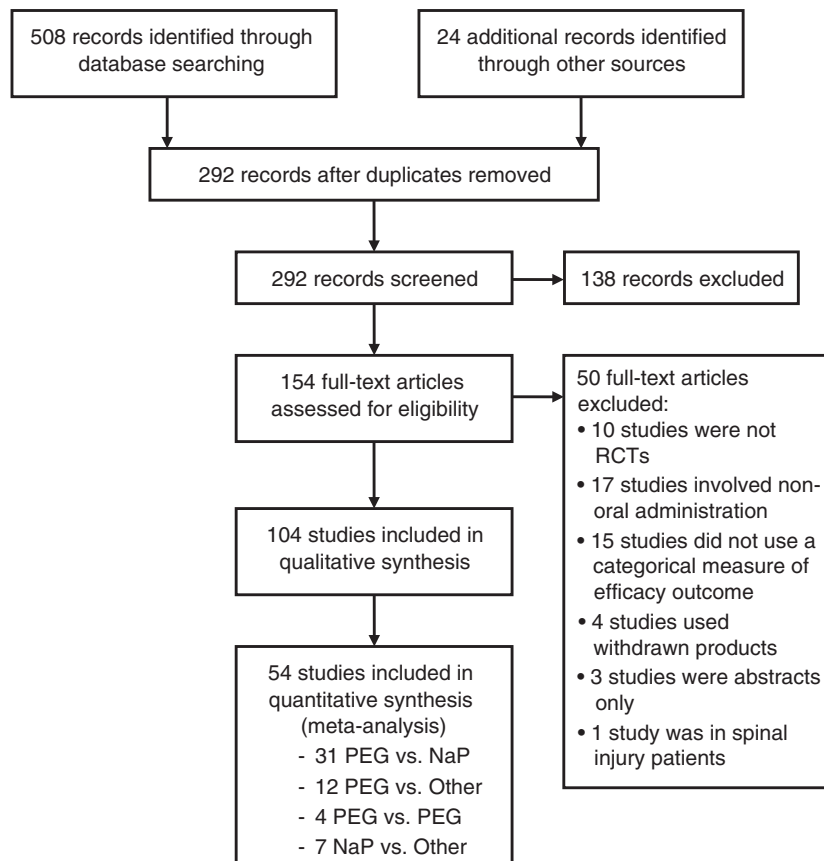 508 records identified through
database searching
24 additional records identified
through other sources
292 records after duplicates removed
292 records screened
138 records excluded
154 full-text articles
assessed for eligibility
50 full-text articles
excluded:
• 10 studies were not
RCTs
• 17 studies involved non-
oral administration
• 15 studies did not use a
categorical measure of
efficacy outcome
• 4 studies used
withdrawn products
• 3 studies were abstracts
only
• 1 study was in spinal
injury patients
104 studies included in
qualitative synthesis
54 studies included in
quantitative synthesis
(meta-analysis)
- 31 PEG vs. NaP
- 12 PEG vs. Other
- 4 PEG vs. PEG
- 7 NaP vs. Other